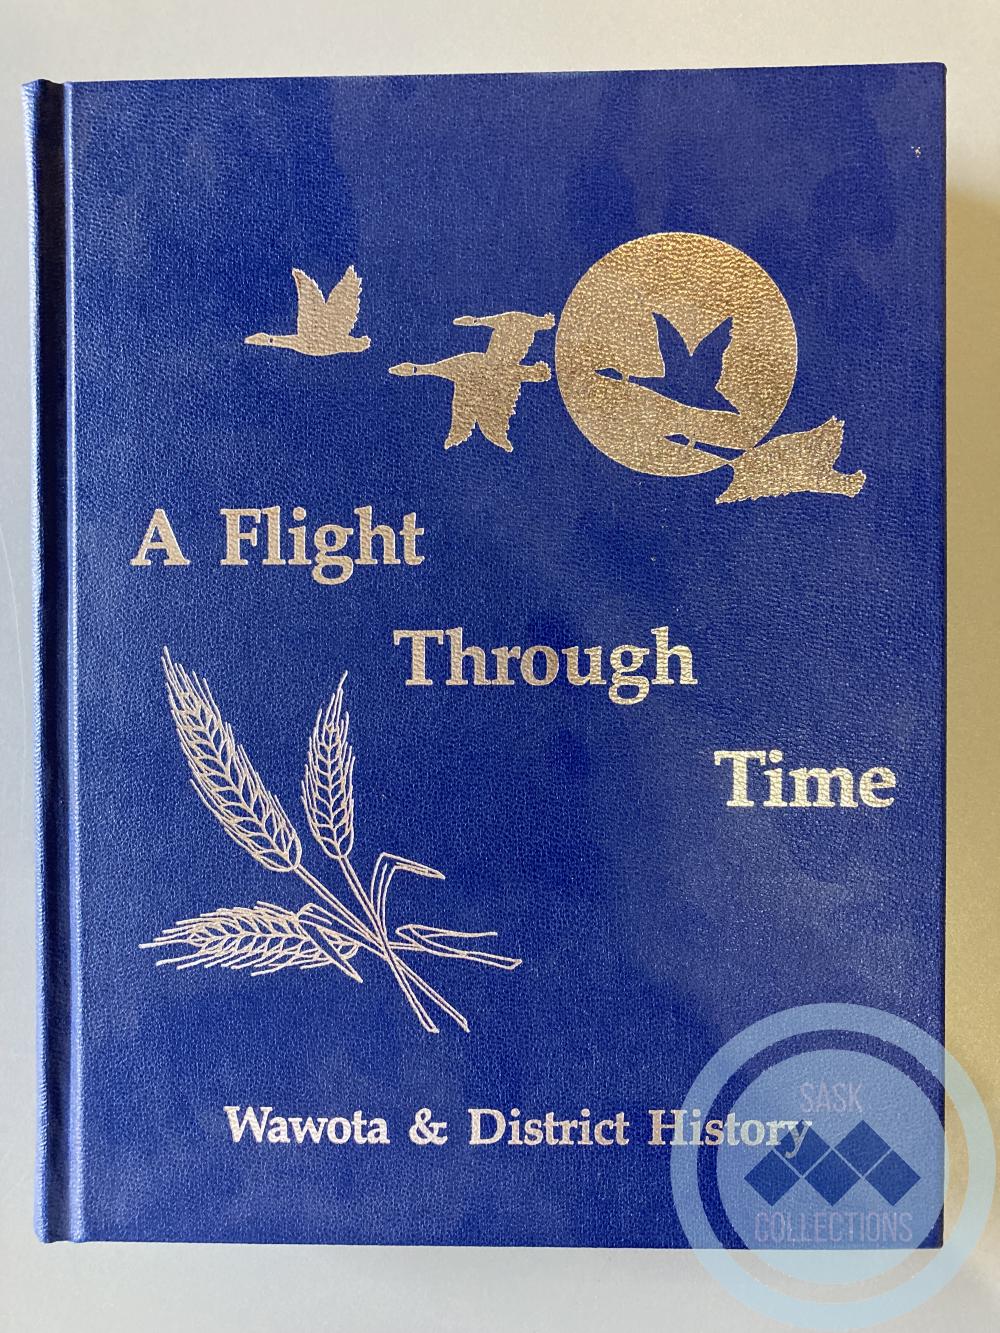 A Flight
Through
Time
Wawota & District History
SASK
COLLECTIONS